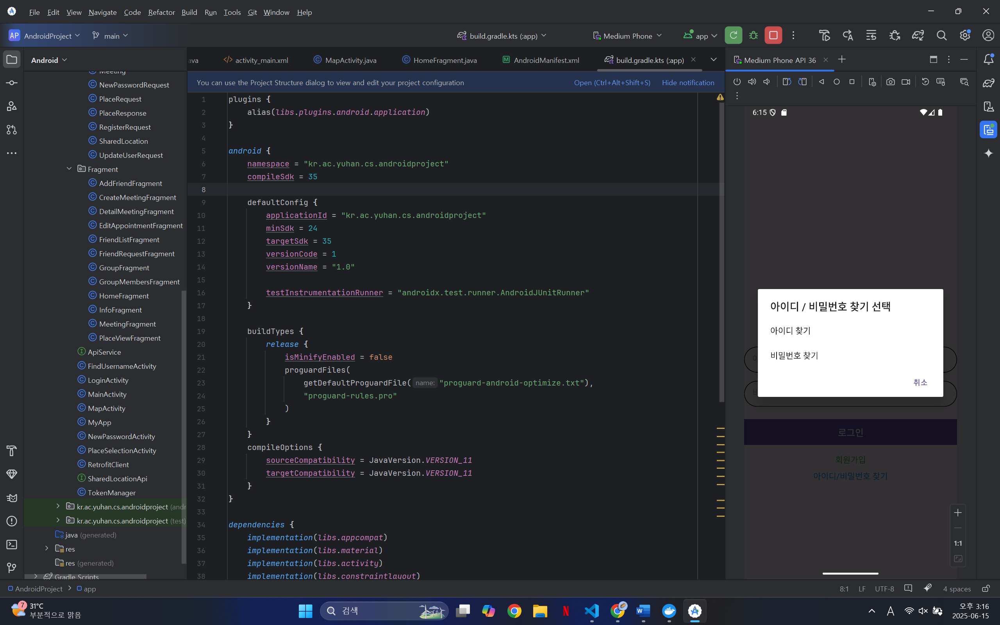 File Edit View Navigate Code Refactor Build Run Tools Git Window Help
AP AndroidProject main build.gradle.kts (:app) Medium Phone app
Android
ava activity_main.xml MapActivity.java HomeFragment.java AndroidManifest.xml build.gradle.kts (:app)
Medium Phone API 36
You can use the Project Structure dialog to view and edit your project configuration Open (Ctrl+Alt+Shift+S) Hide notification
Meeting
NewPasswordRequest
PlaceRequest
PlaceResponse
RegisterRequest
SharedLocation
UpdateUserRequest
Fragment
AddFriendFragment
CreateMeetingFragment
DetailMeetingFragment
EditAppointmentFragment
FriendListFragment
FriendRequestFragment
GroupFragment
GroupMembersFragment
HomeFragment
InfoFragment
MeetingFragment
PlaceViewFragment
ApiService
FindUsernameActivity
LoginActivity
MainActivity
MapActivity
MyApp
NewPasswordActivity
PlaceSelectionActivity
RetrofitClient
SharedLocationApi
TokenManager
kr.ac.yuhan.cs.androidproject (andr
kr.ac.yuhan.cs.androidproject (test)
java (generated)
res
res (generated)
Gradle Scripts
1 plugins {
2 alias(libs.plugins.android.application)
3 }
4
5 android {
6 namespace = "kr.ac.yuhan.cs.androidproject"
7 compileSdk = 35
8
9 defaultConfig {
10 applicationId = "kr.ac.yuhan.cs.androidproject"
11 minSdk = 24
12 targetSdk = 35
13 versionCode = 1
14 versionName = "1.0"
15
16 testInstrumentationRunner = "androidx.test.runner.AndroidJUnitRunner"
17 }
18
19 buildTypes {
20 release {
21 isMinifyEnabled = false
22 proguardFiles(
23 getDefaultProguardFile( name: "proguard-android-optimize.txt"),
24 "proguard-rules.pro"
25 )
26 }
27 }
28 compileOptions {
29 sourceCompatibility = JavaVersion.VERSION_11
30 targetCompatibility = JavaVersion.VERSION_11
31 }
32 }
33
34 dependencies {
35 implementation(libs.appcompat)
36 implementation(libs.material)
37 implementation(libs.activity)
38 implementation(libs.constraintlayout)
6:15
아이디 / 비밀번호 찾기 선택
아이디 찾기
비밀번호 찾기
취소
로그인
회원가입
아이디/비밀번호 찾기
1:1
AndroidProject app 8:1 LF UTF-8 4 spaces
7
31°C
부분적으로 맑음
검색
A
오후 3:16
2025-06-15